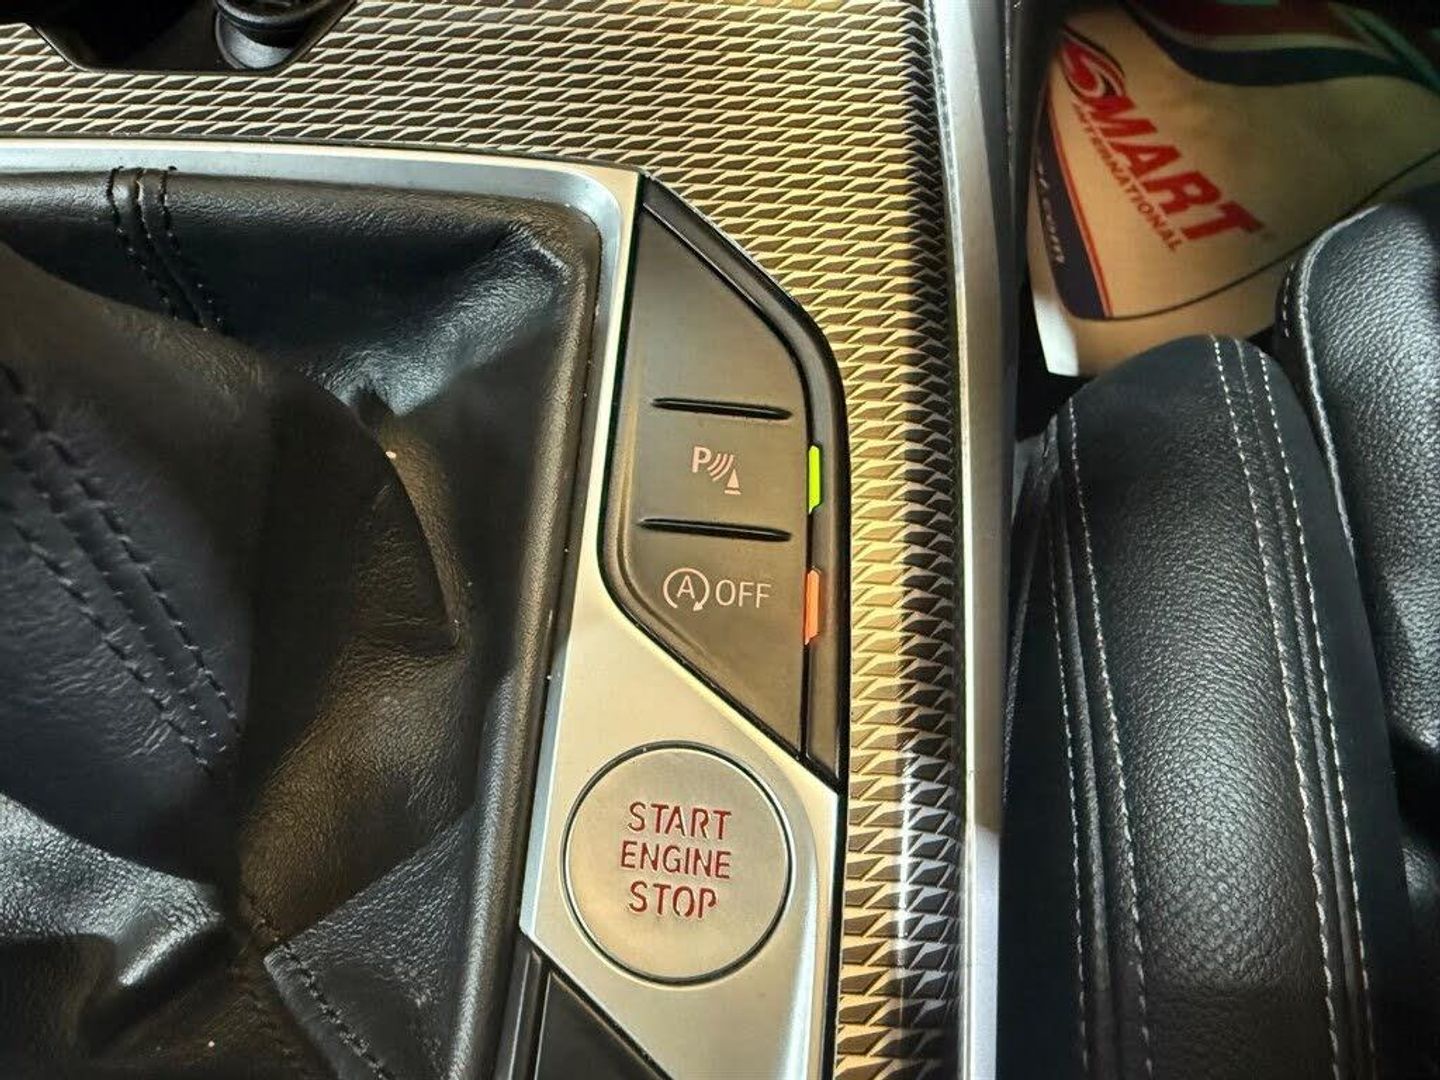 SMART
INTERNATIONAL
P
A OFF
START
ENGINE
STOP